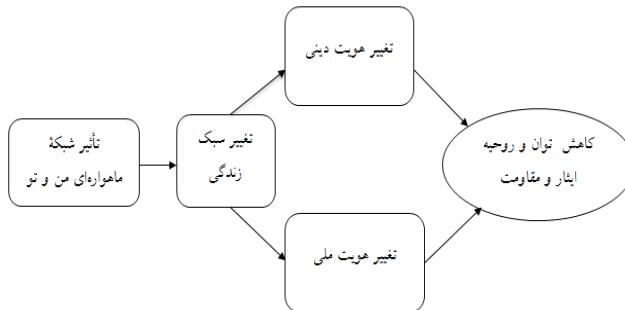 تغییر هویت دینی
تأثیر شبکۀ
ماهواره‌ای من و تو
تغییر سبک
زندگی
کاهش توان و روحیه
ایثار و مقاومت
تغییر هویت ملی